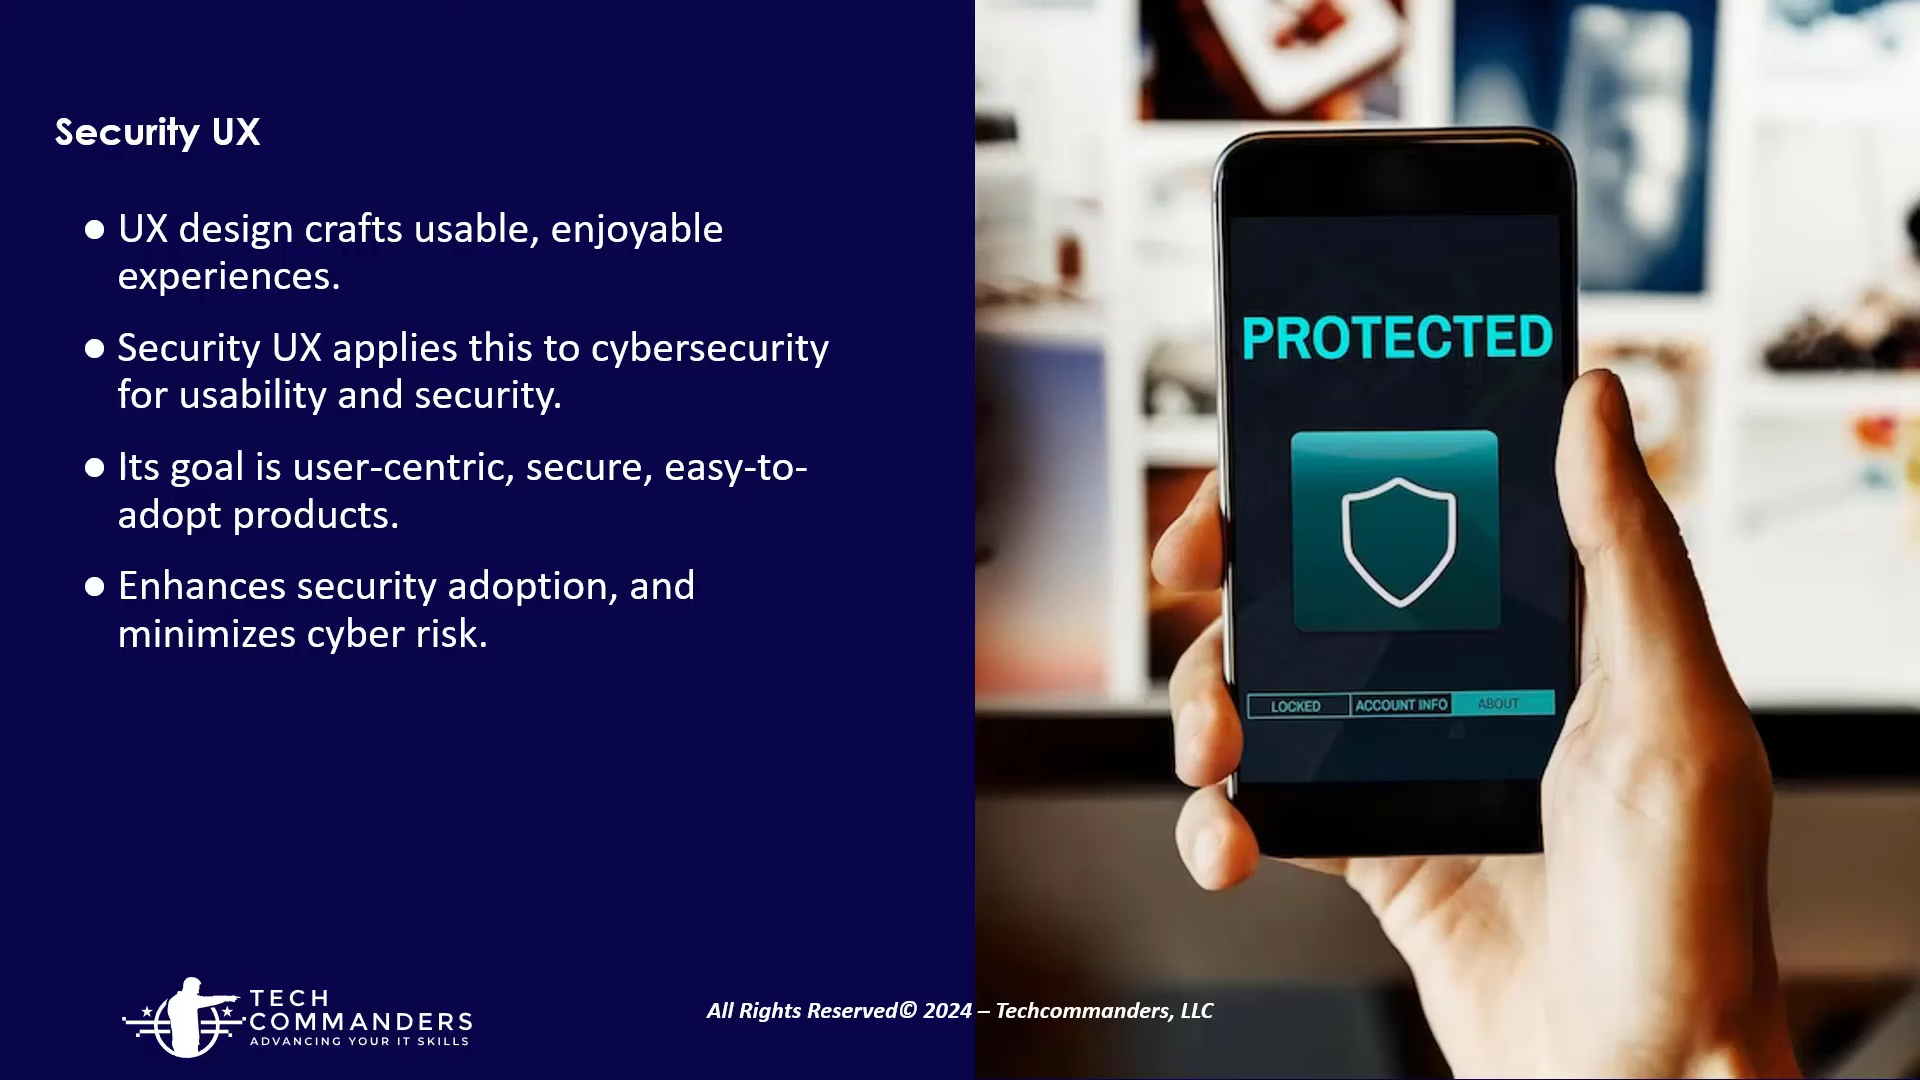 Security UX
● UX design crafts usable, enjoyable
experiences.
● Security UX applies this to cybersecurity
for usability and security.
● Its goal is user-centric, secure, easy-to-
adopt products.
● Enhances security adoption, and
minimizes cyber risk.
PROTECTED
LOCKED ACCOUNT INFO ABOUT
TECH
COMMANDERS
ADVANCING YOUR IT SKILLS
All Rights Reserved© 2024 – Techcommanders, LLC